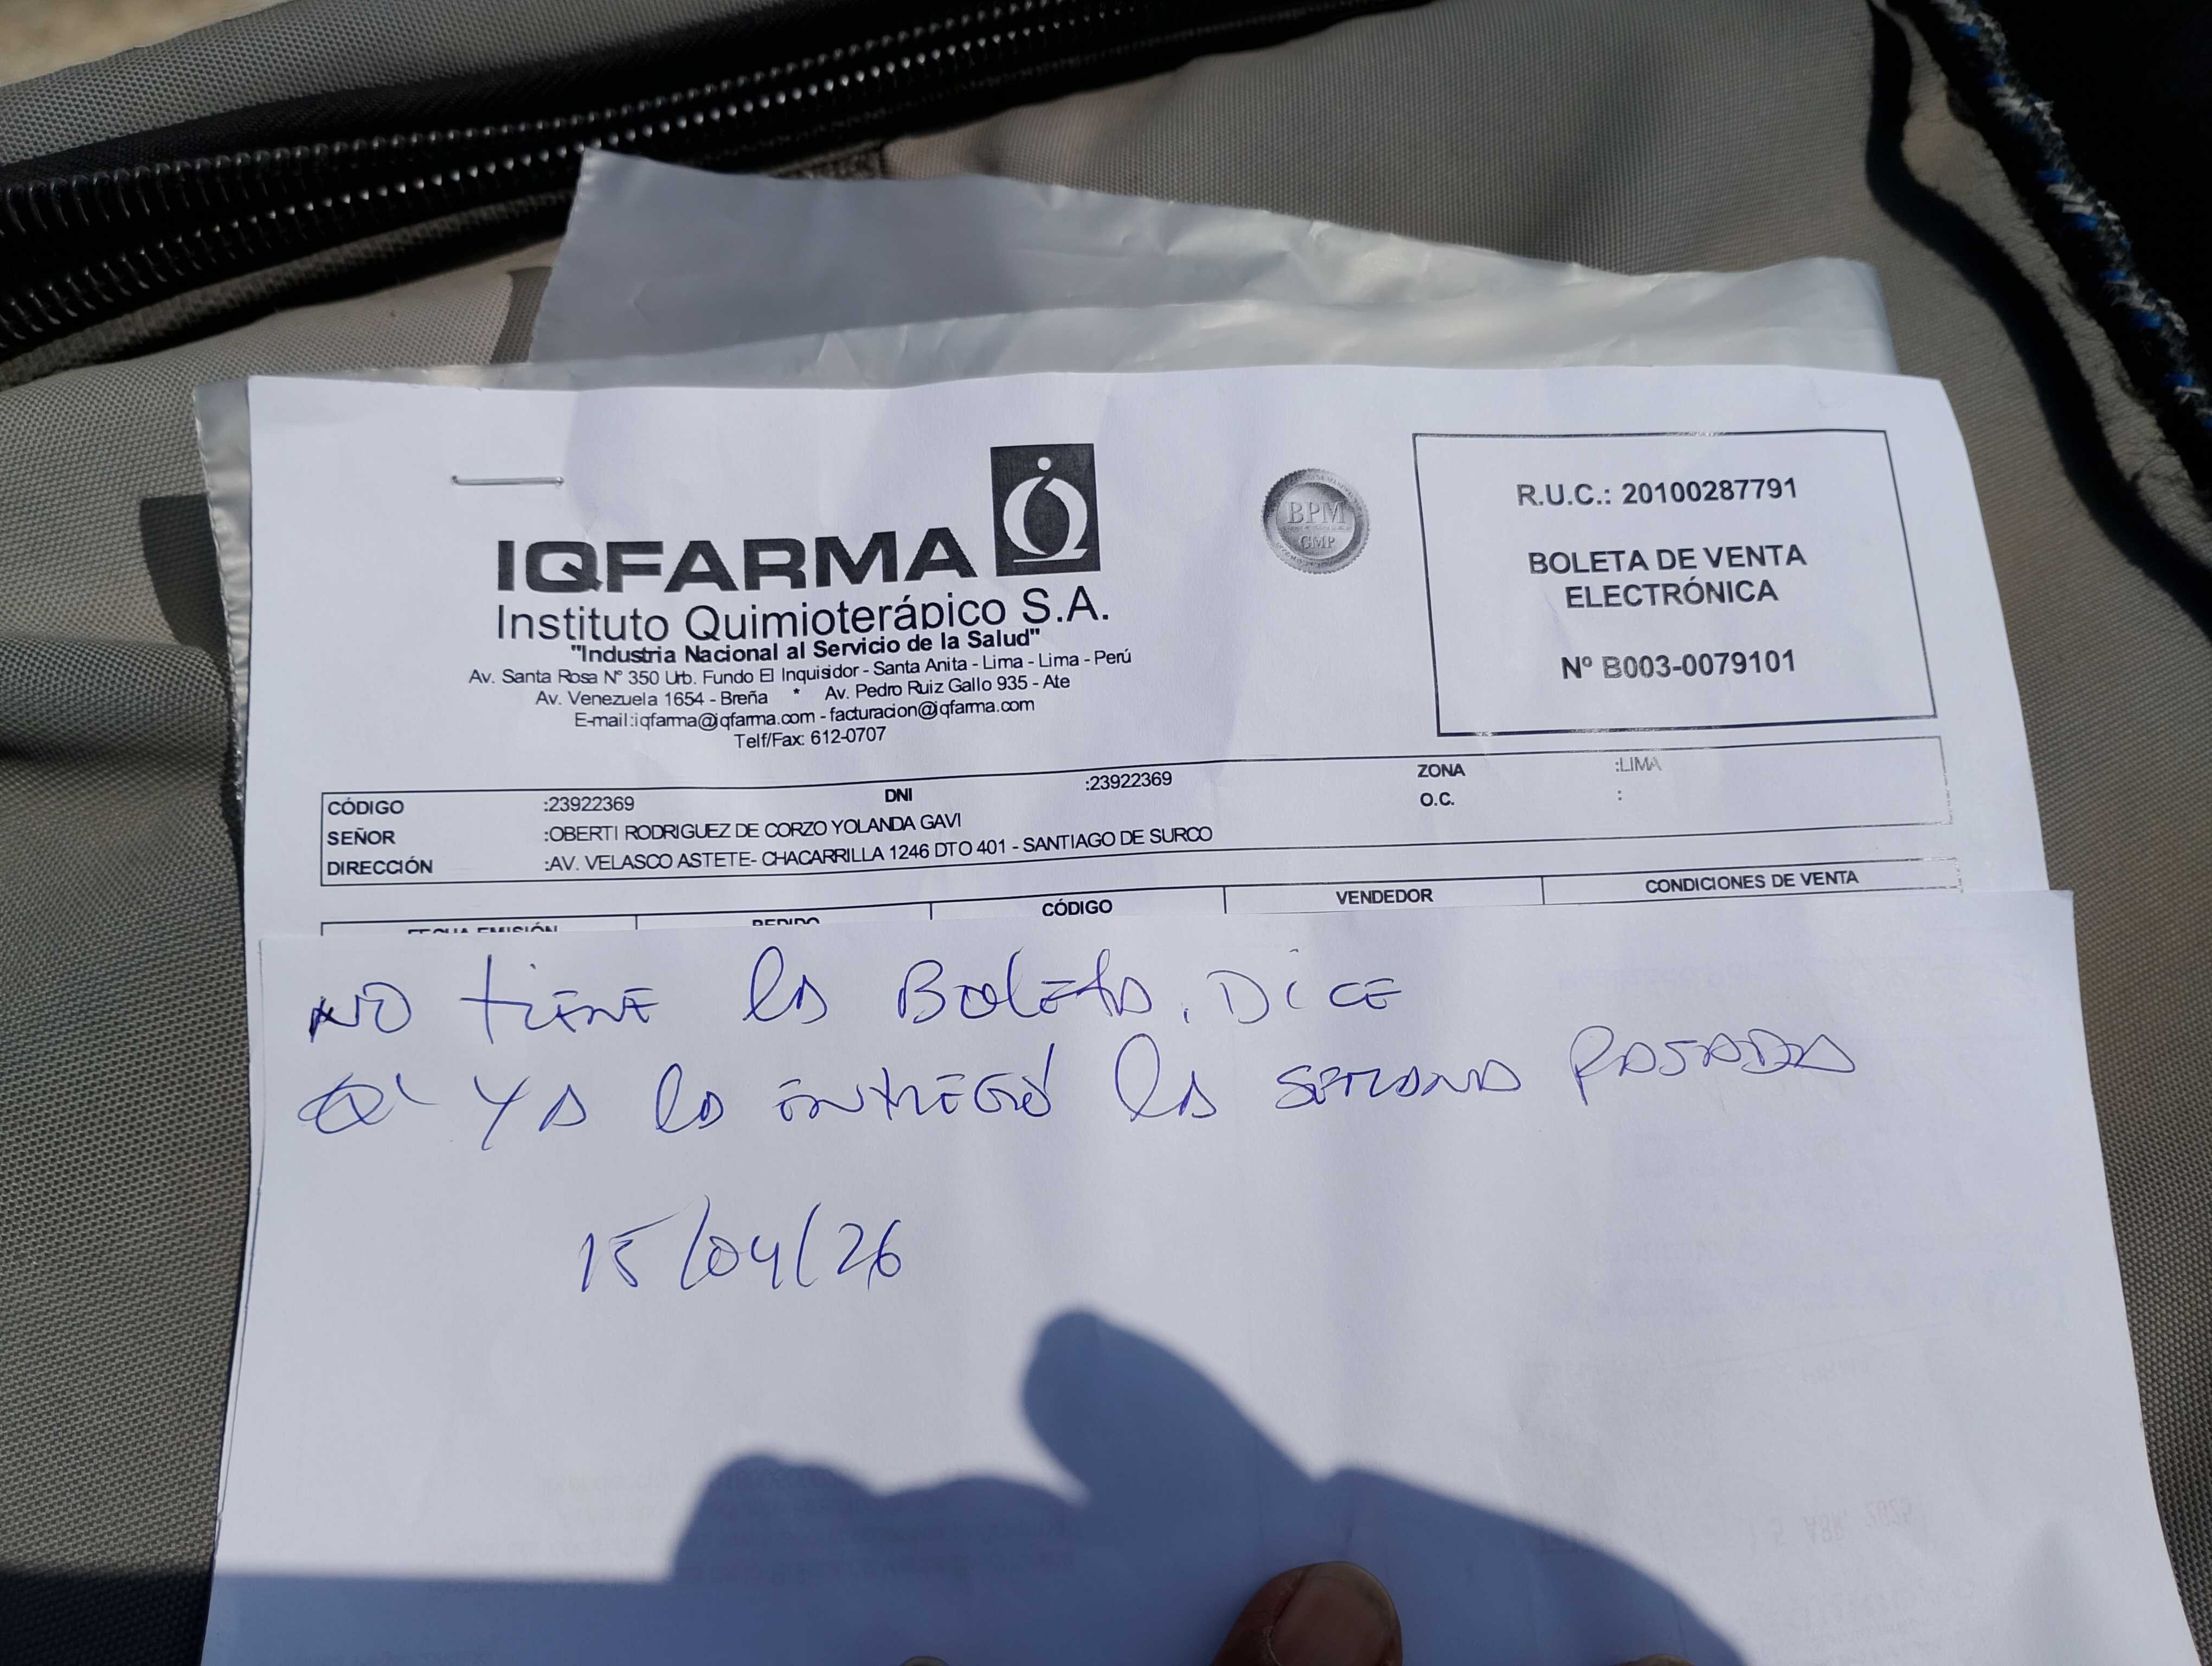 IQFARMA
Instituto Quimioterápico S.A.
"Industria Nacional al Servicio de la Salud"
Av. Santa Rosa Nº 350 Urb. Fundo El Inquisidor - Santa Anita - Lima - Lima - Perú
Av. Venezuela 1654 - Breña * Av. Pedro Ruiz Gallo 935 - Ate
E-mail:iqfarma@iqfarma.com - facturacion@iqfarma.com
Telf/Fax: 612-0707
BPM
GMP
R.U.C.: 20100287791
BOLETA DE VENTA
ELECTRÓNICA
Nº B003-0079101
CÓDIGO :23922369 DNI :23922369 ZONA :LIMA
SEÑOR :OBERTI RODRIGUEZ DE CORZO YOLANDA GAVI O.C. :
DIRECCIÓN :AV. VELASCO ASTETE- CHACARRILLA 1246 DTO 401 - SANTIAGO DE SURCO
FECHA EMISIÓN PEDIDO CÓDIGO VENDEDOR CONDICIONES DE VENTA
NO tiENE la BolEta. DiCE
Q' YA la ENtREGó la SEMANA PASADA
15/04/26